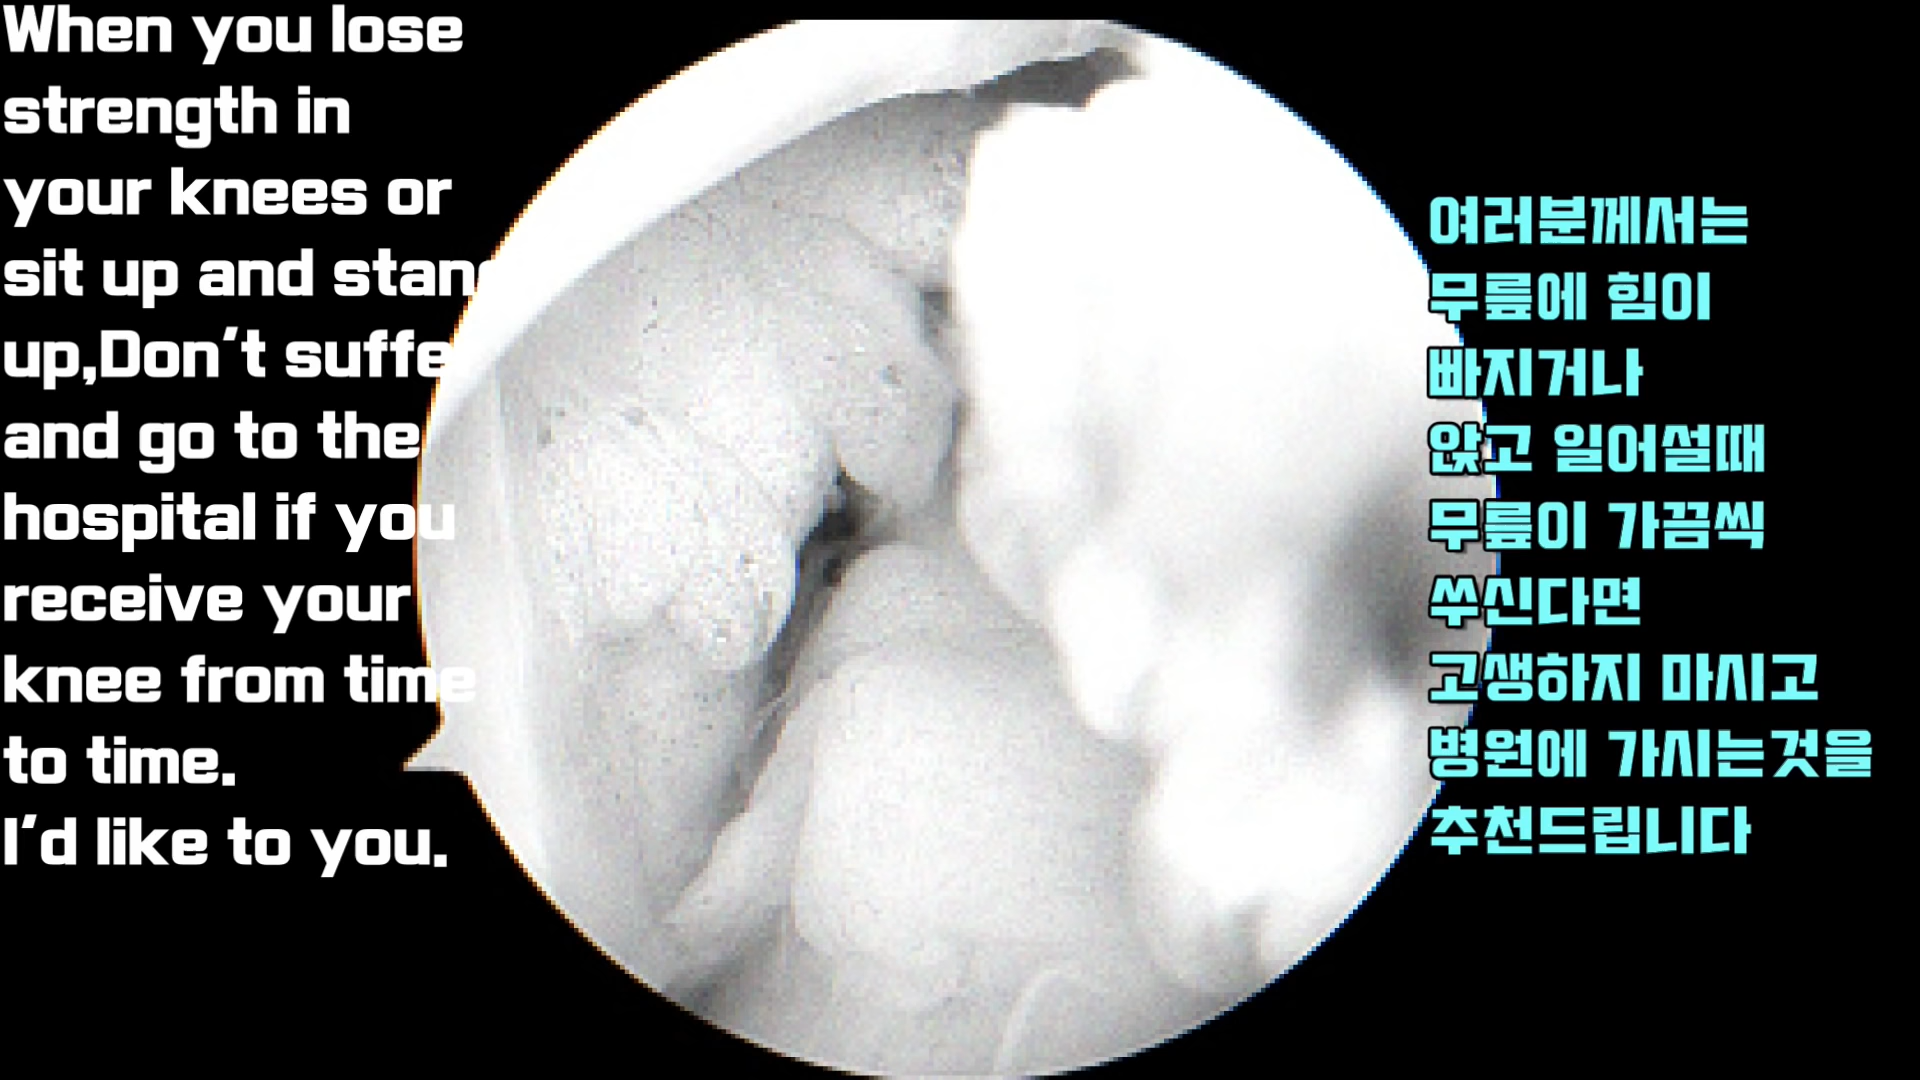 When you lose
strength in
your knees or
sit up and stand
up,Don't suffe
and go to the
hospital if you
receive your
knee from time
to time.
I'd like to you.
여러분께서는
무릎에 힘이
빠지거나
앉고 일어설때
무릎이 가끔씩
쑤신다면
고생하지 마시고
병원에 가시는것을
추천드립니다